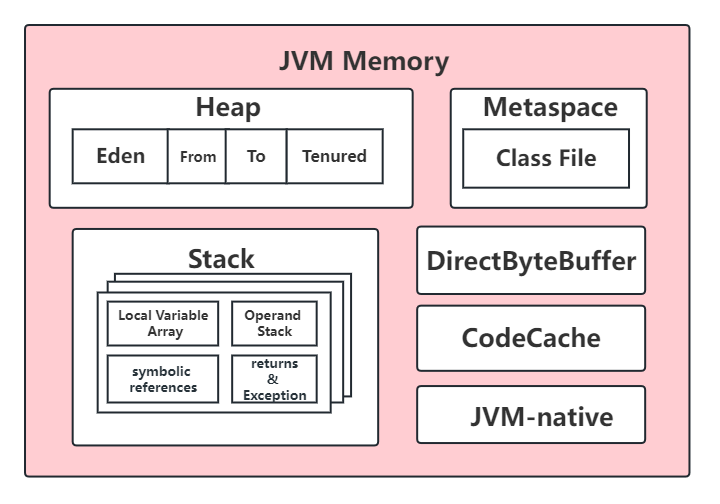 JVM Memory
Heap
Eden
From
To
Tenured
Metaspace
Class File
Stack
Local Variable
Array
Operand
Stack
symbolic
references
returns
&
Exception
DirectByteBuffer
CodeCache
JVM-native